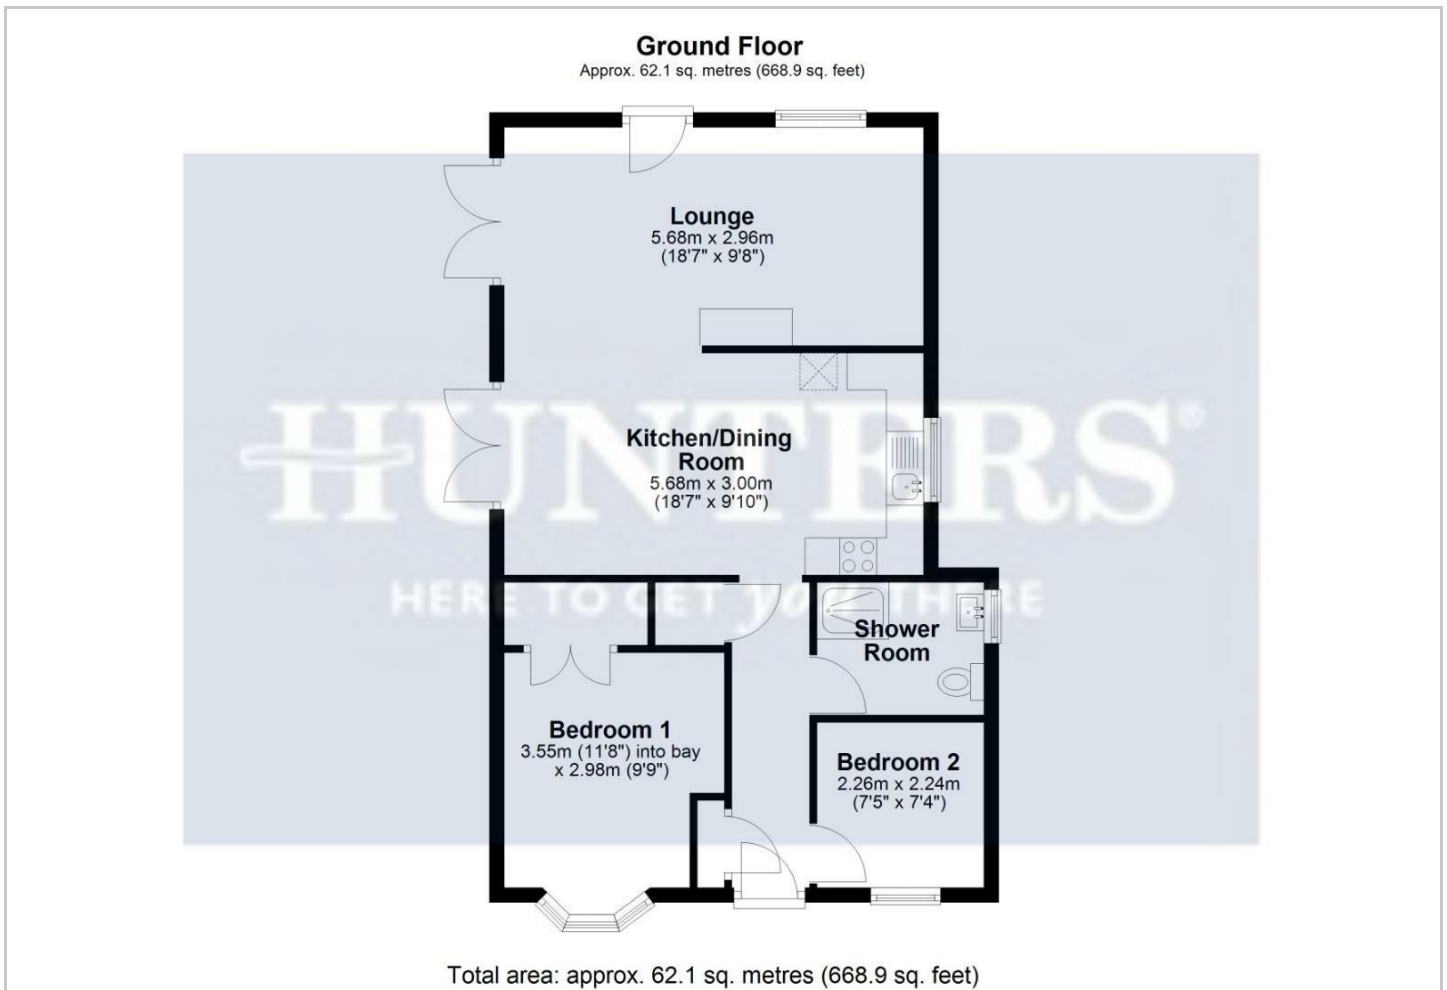 Ground Floor
Approx. 62.1 sq. metres (668.9 sq. feet)
Lounge
5.68m x 2.96m
(18'7" x 9'8")
HUNTERS®
Kitchen/Dining
Room
5.68m x 3.00m
(18'7" x 9'10")
HERE TO GET you THERE
Shower
Room
Bedroom 1
3.55m (11'8") into bay
x 2.98m (9'9")
Bedroom 2
2.26m x 2.24m
(7'5" x 7'4")
Total area: approx. 62.1 sq. metres (668.9 sq. feet)